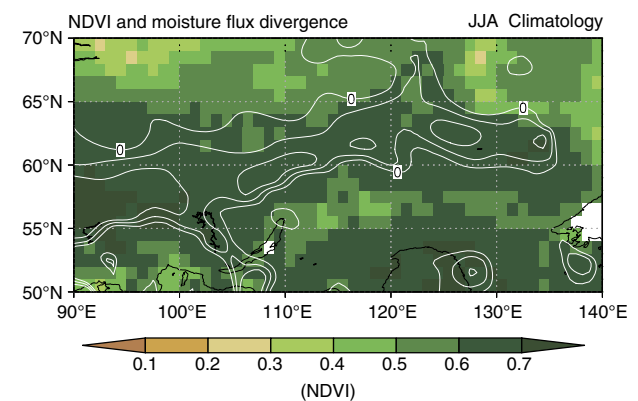 NDVI and moisture flux divergence JJA Climatology
70°N
65°N
60°N
55°N
50°N
0
0
0
0
90°E 100°E 110°E 120°E 130°E 140°E
0.1 0.2 0.3 0.4 0.5 0.6 0.7
(NDVI)